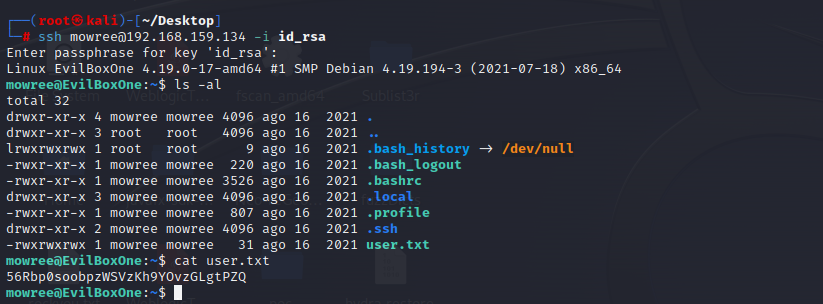 ┌──(root㉿kali)-[~/Desktop]
└─# ssh mowree@192.168.159.134 -i id_rsa
Enter passphrase for key 'id_rsa':
Linux EvilBoxOne 4.19.0-17-amd64 #1 SMP Debian 4.19.194-3 (2021-07-18) x86_64
mowree@EvilBoxOne:~$ ls -al
total 32
drwxr-xr-x 4 mowree mowree 4096 ago 16  2021 .
drwxr-xr-x 3 root   root   4096 ago 16  2021 ..
lrwxrwxrwx 1 root   root      9 ago 16  2021 .bash_history -> /dev/null
-rwxr-xr-x 1 mowree mowree  220 ago 16  2021 .bash_logout
-rwxr-xr-x 1 mowree mowree 3526 ago 16  2021 .bashrc
drwxr-xr-x 3 mowree mowree 4096 ago 16  2021 .local
-rwxr-xr-x 1 mowree mowree  807 ago 16  2021 .profile
drwxr-xr-x 2 mowree mowree 4096 ago 16  2021 .ssh
-rwxrwxrwx 1 mowree mowree   31 ago 16  2021 user.txt
mowree@EvilBoxOne:~$ cat user.txt
56Rbp0soobpzWSVzKh9YOvzGLgtPZQ
mowree@EvilBoxOne:~$